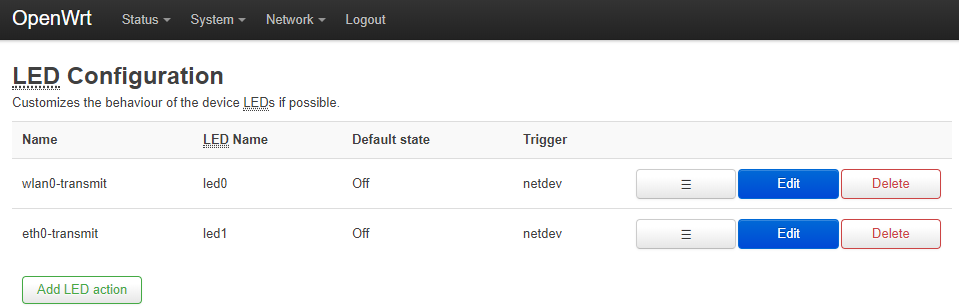 OpenWrt Status System Network Logout
LED Configuration
Customizes the behaviour of the device LEDs if possible.
Name LED Name Default state Trigger
wlan0-transmit led0 Off netdev ☰ Edit Delete
eth0-transmit led1 Off netdev ☰ Edit Delete
Add LED action